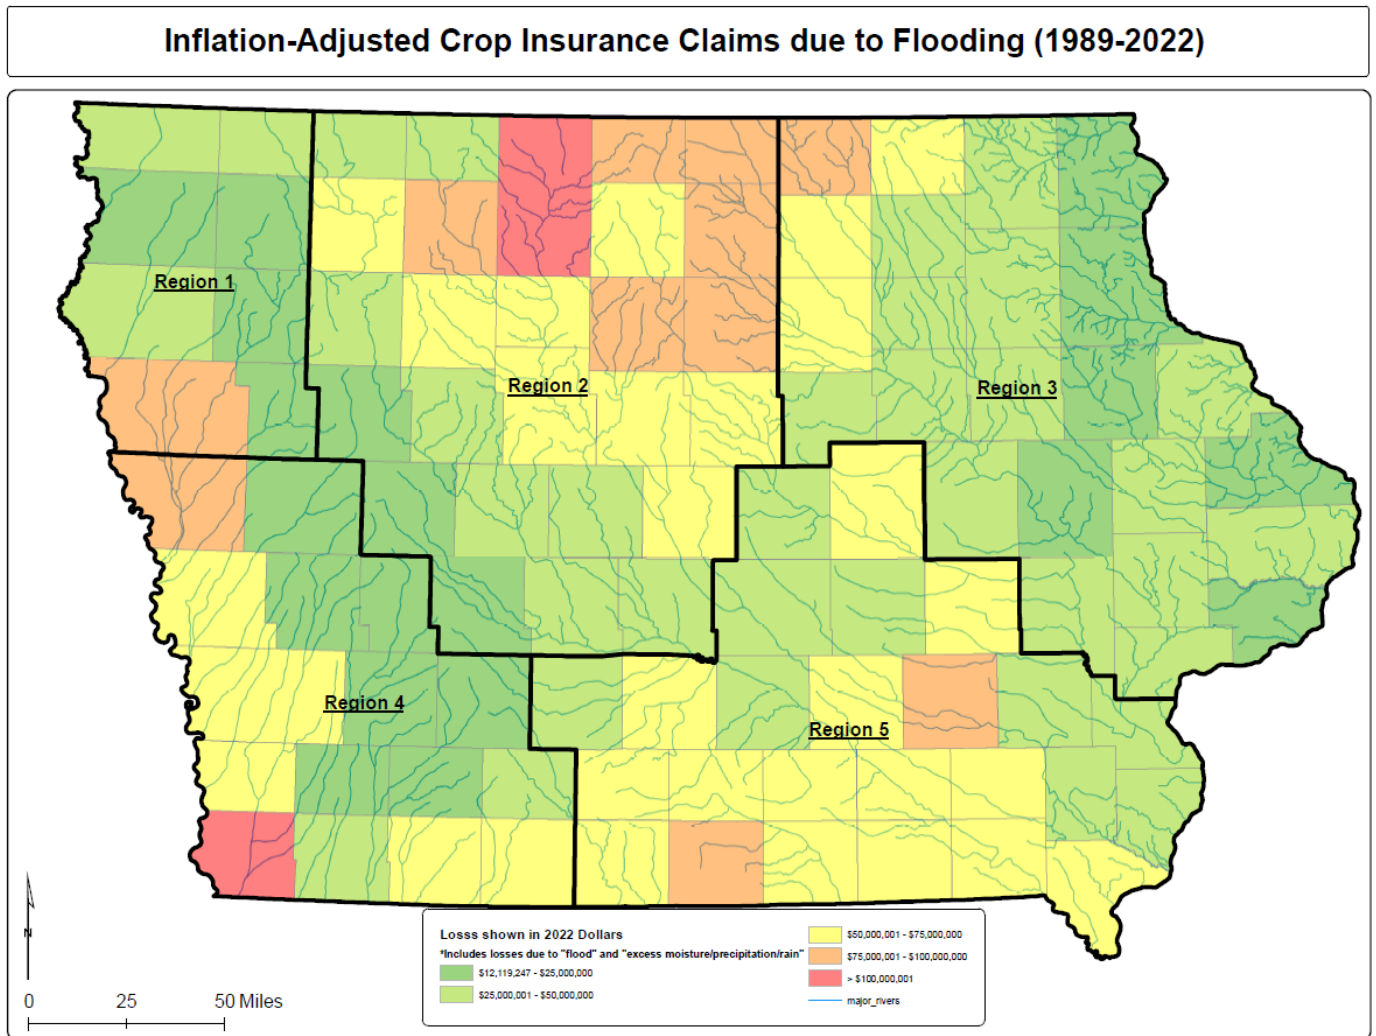 Inflation-Adjusted Crop Insurance Claims due to Flooding (1989-2022)
Region 1
Region 2
Region 3
Region 4
Region 5
N
0 25 50 Miles
Losss shown in 2022 Dollars
*Includes losses due to "flood" and "excess moisture/precipitation/rain"
$12,119,247 - $25,000,000
$25,000,001 - $50,000,000
$50,000,001 - $75,000,000
$75,000,001 - $100,000,000
> $100,000,001
major_rivers